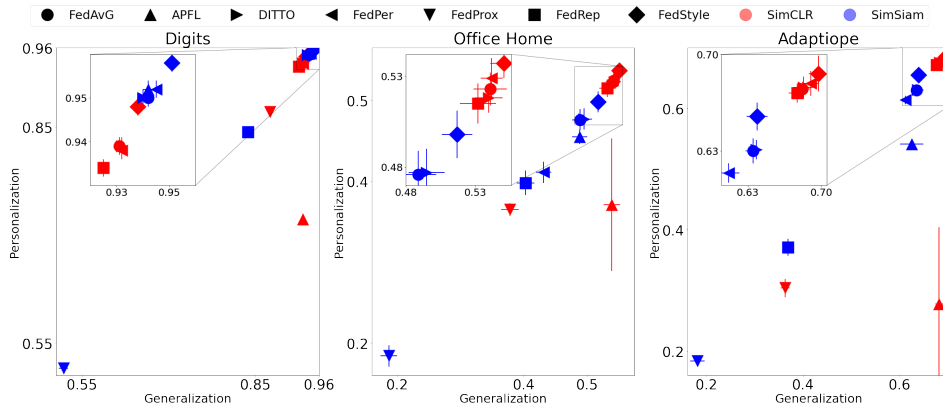 FedAvG APFL DITTO FedPer FedProx FedRep FedStyle SimCLR SimSiam
Digits
Personalization
0.96
0.85
0.55
0.95
0.94
0.93 0.95
0.55 0.85 0.96
Generalization
Office Home
Personalization
0.5
0.4
0.2
0.53
0.48
0.48 0.53
0.2 0.4 0.5
Generalization
Adaptiope
Personalization
0.6
0.4
0.2
0.70
0.63
0.63 0.70
0.2 0.4 0.6
Generalization